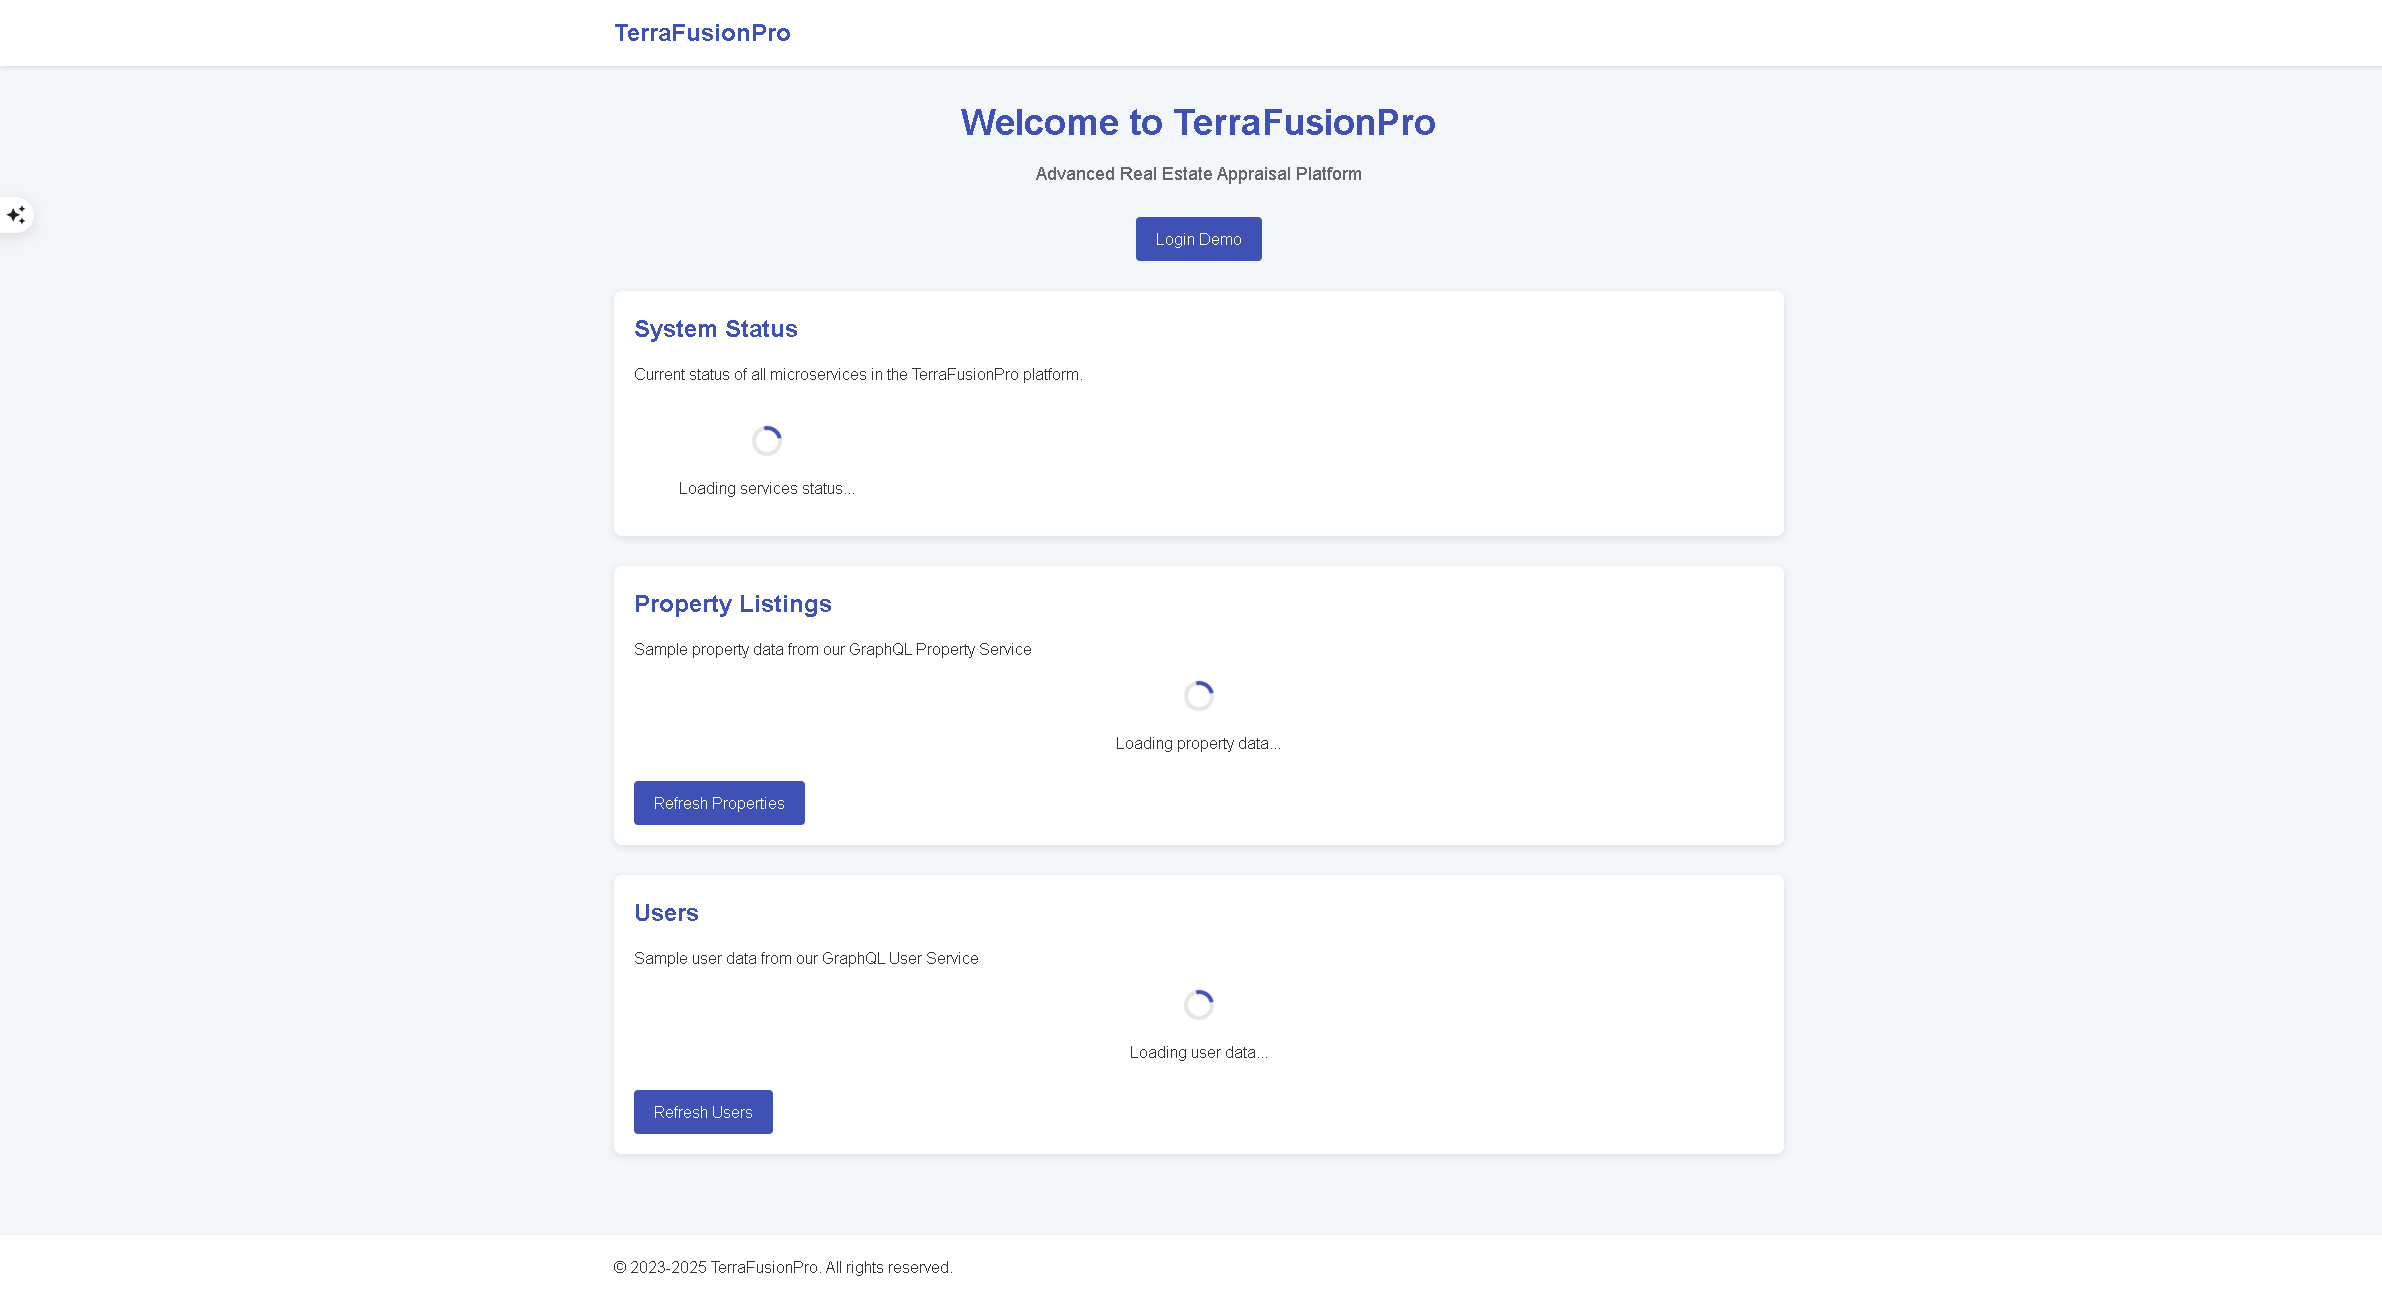 TerraFusionPro
Welcome to TerraFusionPro
Advanced Real Estate Appraisal Platform
Login Demo
System Status
Current status of all microservices in the TerraFusionPro platform.
Loading services status...
Property Listings
Sample property data from our GraphQL Property Service
Loading property data...
Refresh Properties
Users
Sample user data from our GraphQL User Service
Loading user data...
Refresh Users
© 2023-2025 TerraFusionPro. All rights reserved.